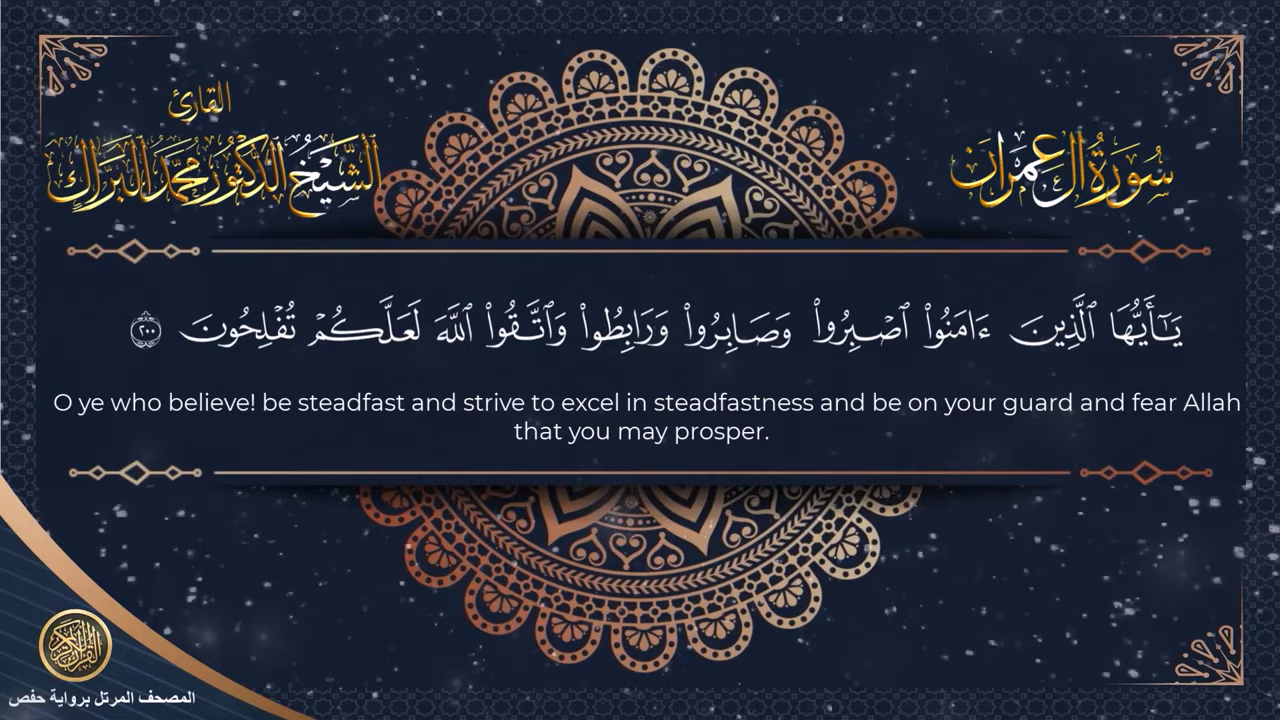 القارئ
الشيخ الدكتور محمد البراك
سورة آل عمران
يَٰٓأَيُّهَا ٱلَّذِينَ ءَامَنُوا۟ ٱصْبِرُوا۟ وَصَابِرُوا۟ وَرَابِطُوا۟ وَٱتَّقُوا۟ ٱللَّهَ لَعَلَّكُمْ تُفْلِحُونَ ٢٠٠
O ye who believe! be steadfast and strive to excel in steadfastness and be on your guard and fear Allah
that you may prosper.
القرآن الكريم
المصحف المرتل برواية حفص